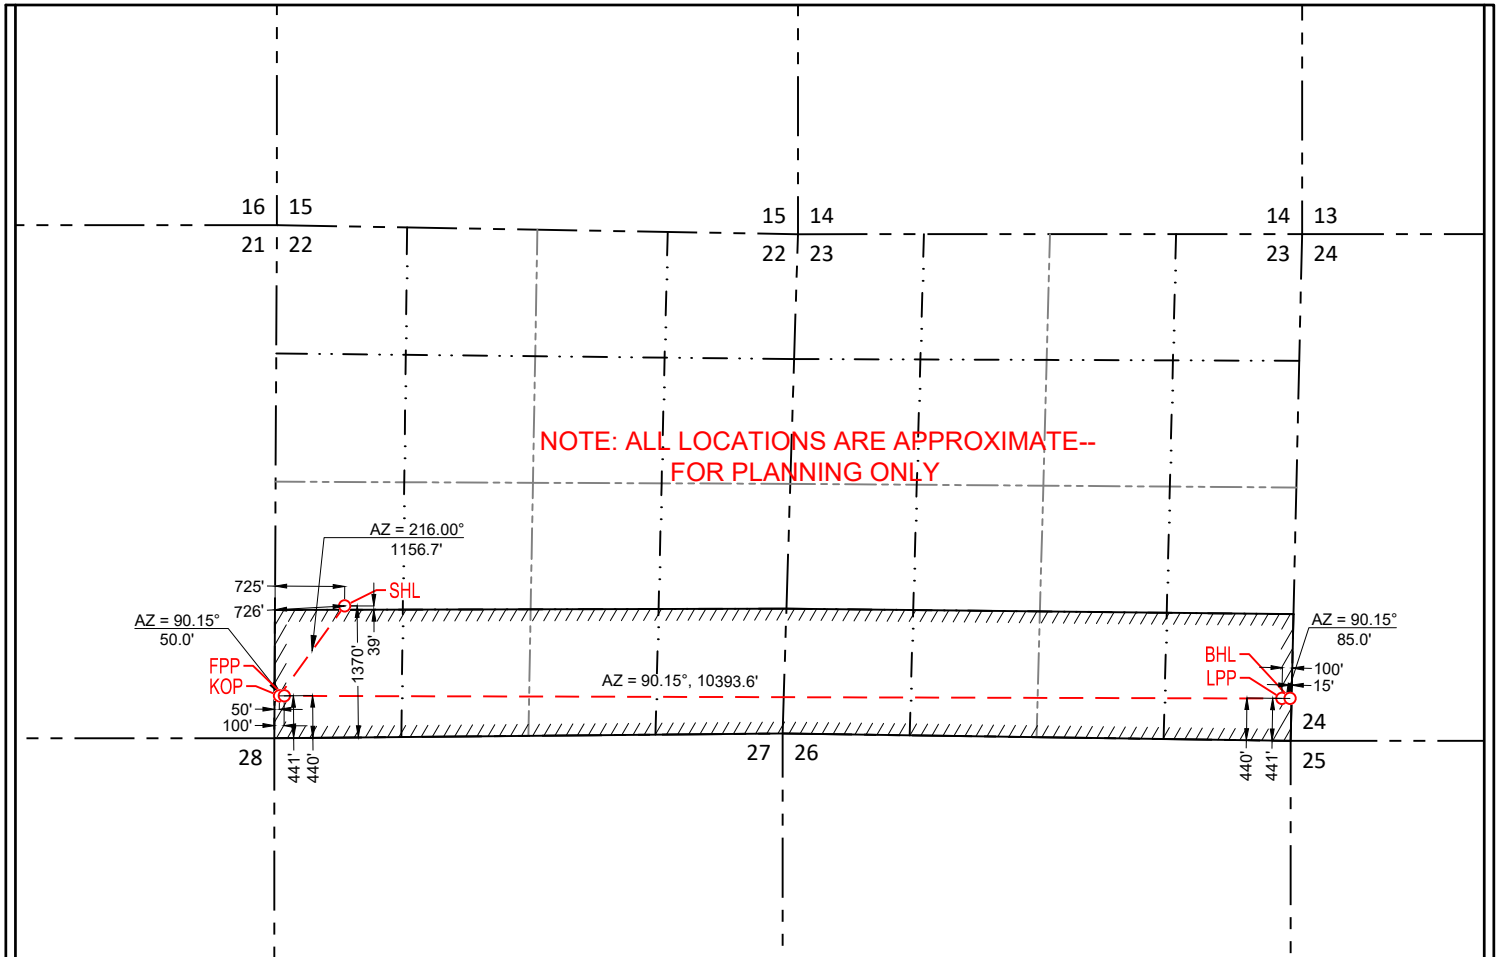 16 15
15 14
14 13
21 22
22 23
23 24
NOTE: ALL LOCATIONS ARE APPROXIMATE--
FOR PLANNING ONLY
AZ = 216.00°
1156.7'
725'
SHL
726'
AZ = 90.15°
50.0'
39'
1370'
AZ = 90.15°
85.0'
FPP
KOP
AZ = 90.15°, 10393.6'
BHL
LPP
100'
15'
50'
100'
24
28
27 26
25
441'
440'
440'
441'